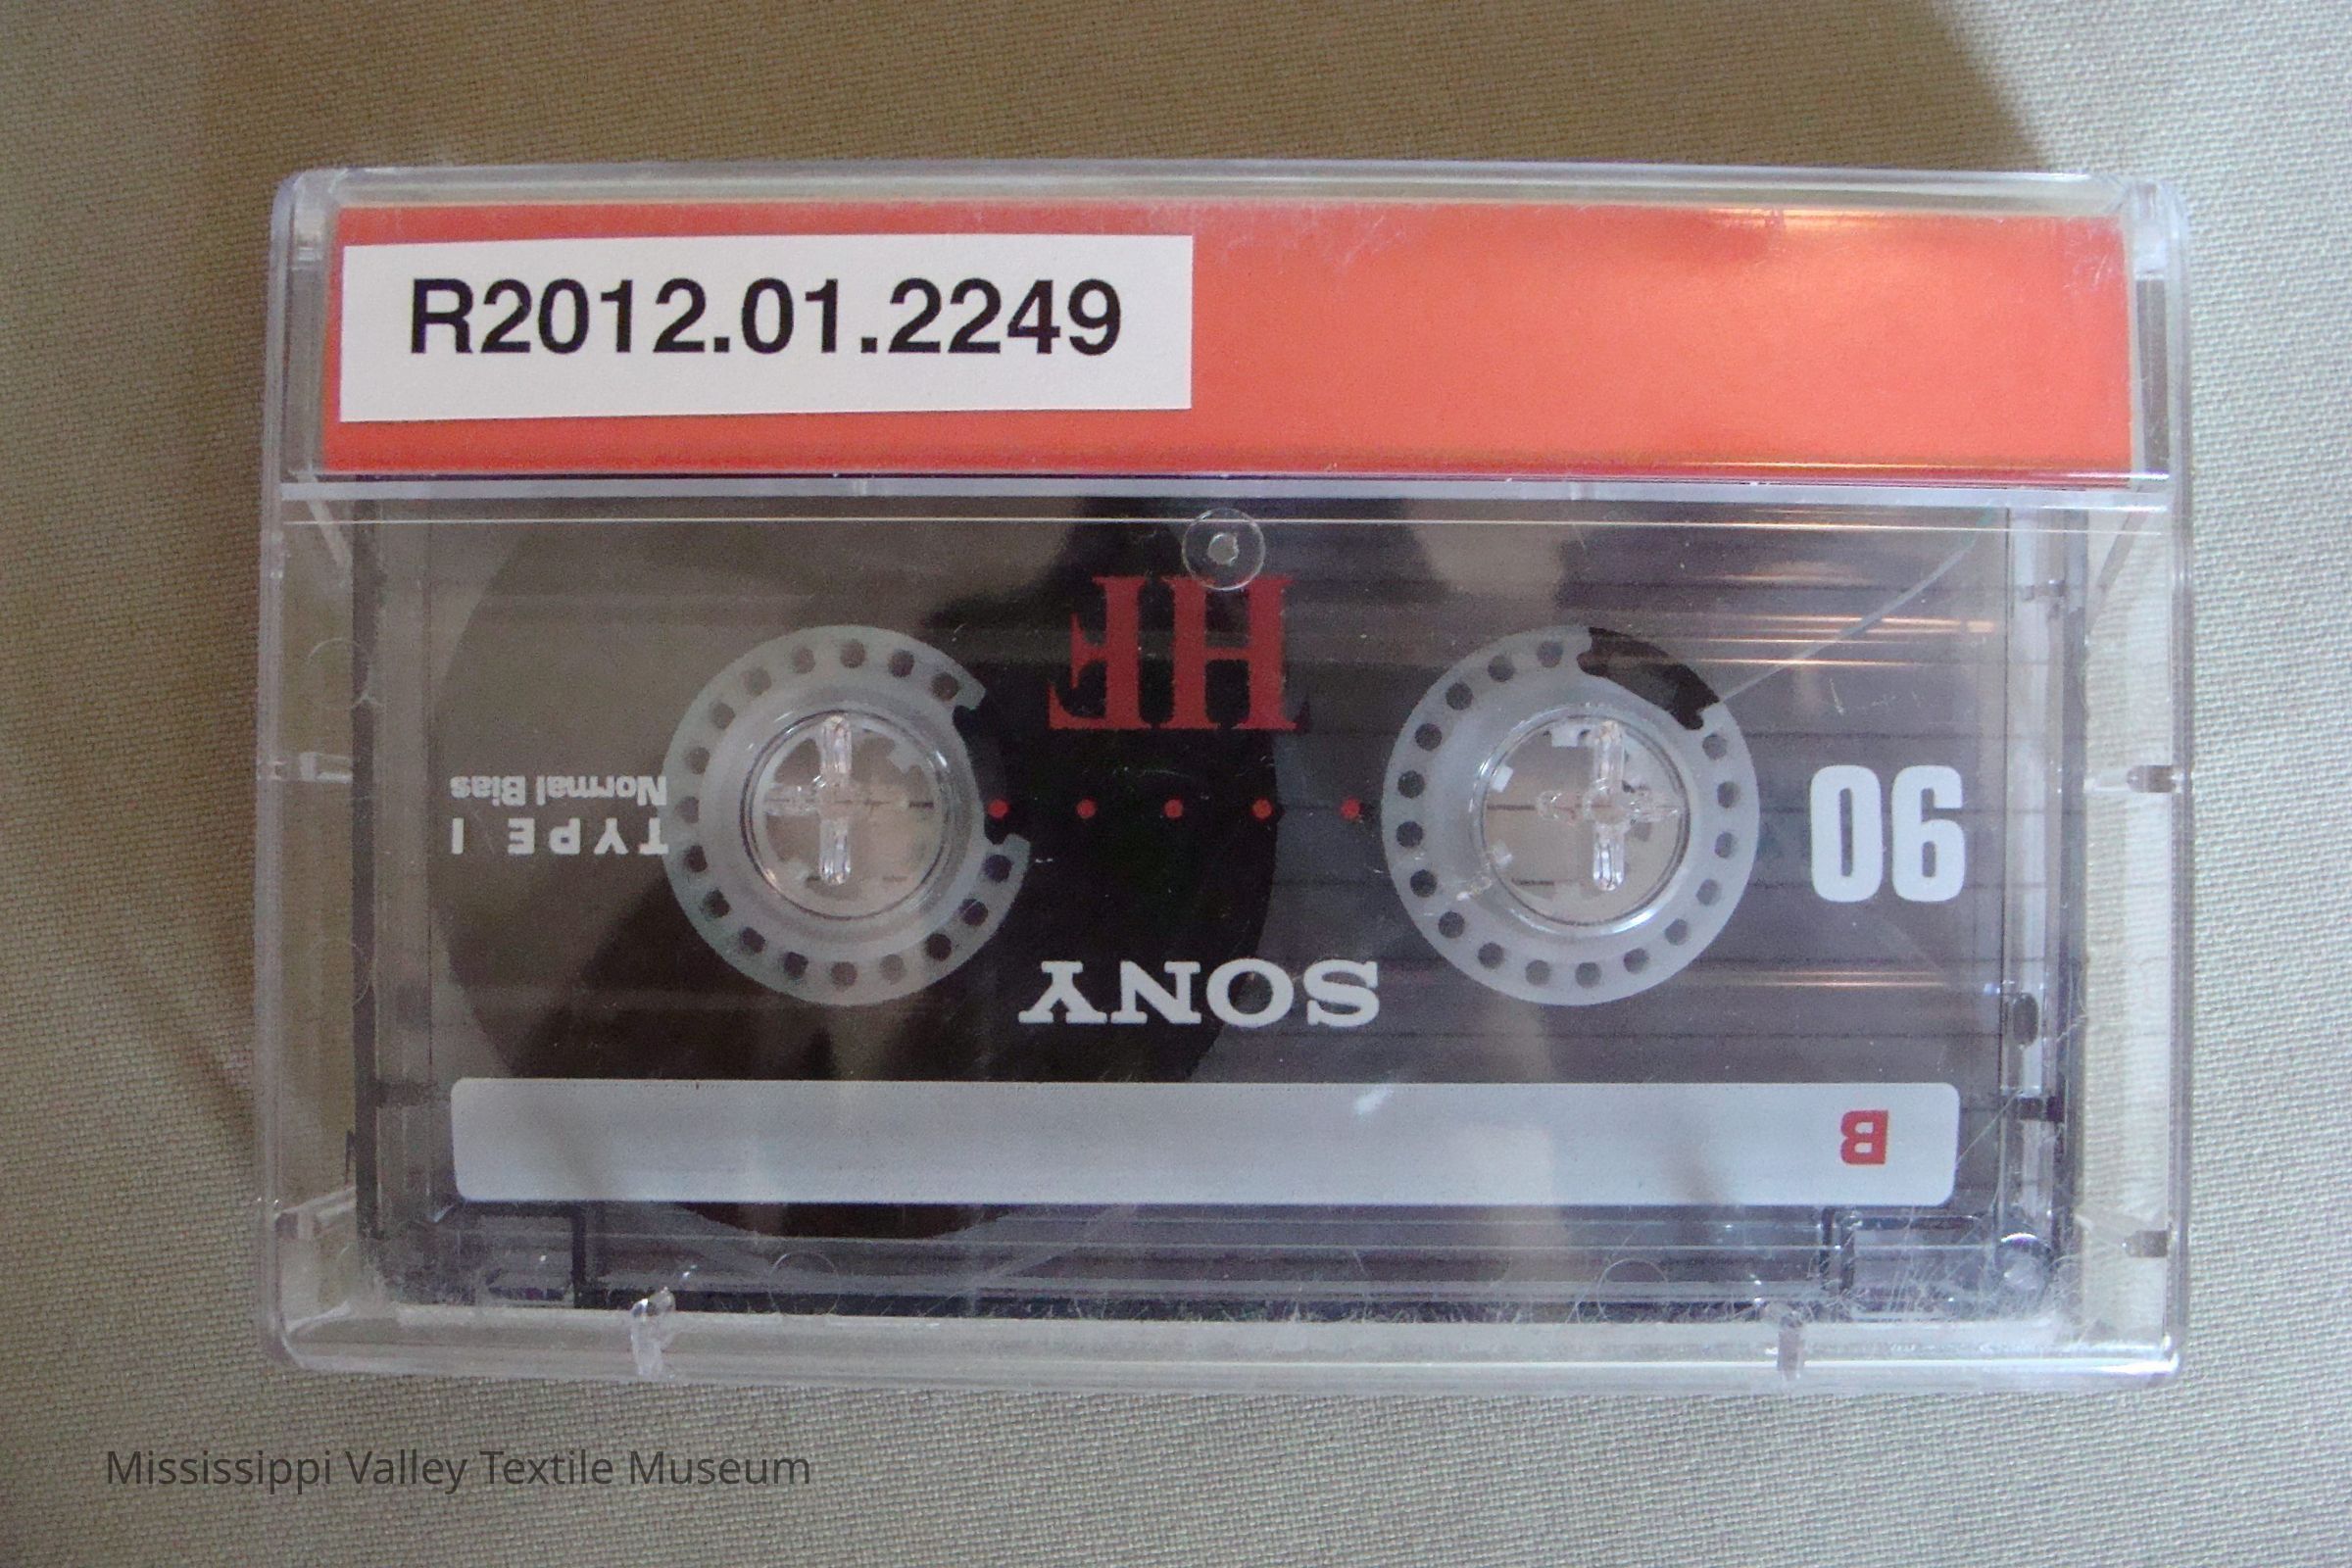 R2012.01.2249
HF
Normal Bias
TYPE I
90
SONY
B
Mississippi Valley Textile Museum